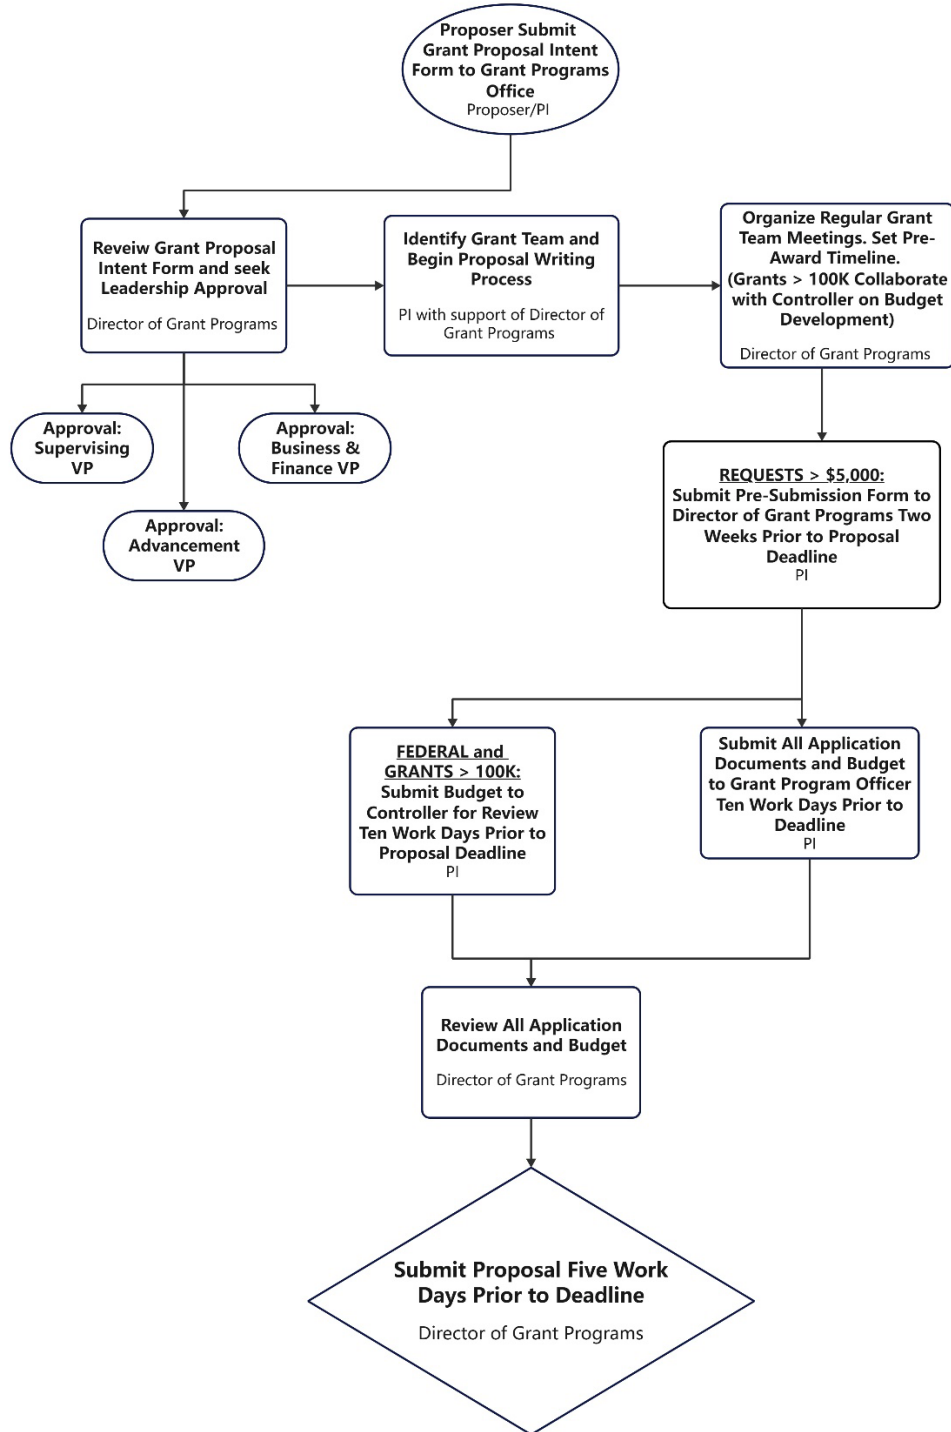 Proposer Submit
Grant Proposal Intent
Form to Grant Programs
Office
Proposer/PI
Reveiw Grant Proposal
Intent Form and seek
Leadership Approval
Director of Grant Programs
Identify Grant Team and
Begin Proposal Writing
Process
PI with support of Director of
Grant Programs
Organize Regular Grant
Team Meetings. Set Pre-
Award Timeline.
(Grants > 100K Collaborate
with Controller on Budget
Development)
Director of Grant Programs
Approval:
Supervising
VP
Approval:
Business &
Finance VP
Approval:
Advancement
VP
REQUESTS > $5,000:
Submit Pre-Submission Form to
Director of Grant Programs Two
Weeks Prior to Proposal
Deadline
PI
FEDERAL and
GRANTS > 100K:
Submit Budget to
Controller for Review
Ten Work Days Prior to
Proposal Deadline
PI
Submit All Application
Documents and Budget
to Grant Program Officer
Ten Work Days Prior to
Deadline
PI
Review All Application
Documents and Budget
Director of Grant Programs
Submit Proposal Five Work
Days Prior to Deadline
Director of Grant Programs